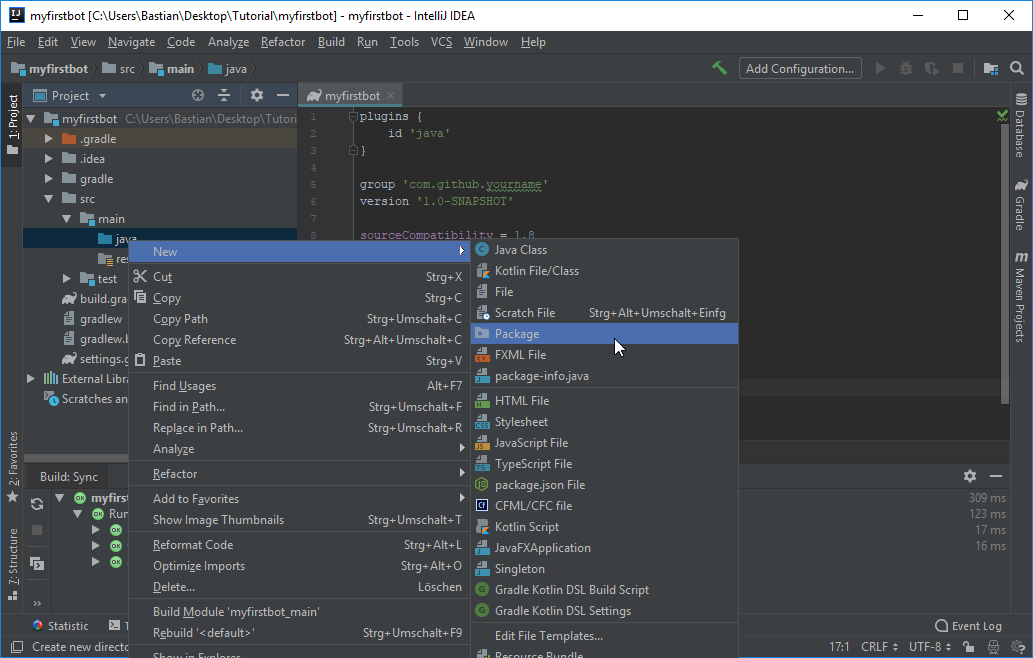 myfirstbot [C:\Users\Bastian\Desktop\Tutorial\myfirstbot] - myfirstbot - IntelliJ IDEA
File Edit View Navigate Code Analyze Refactor Build Run Tools VCS Window Help
myfirstbot src main java Add Configuration...
1: Project
Project
myfirstbot C:\Users\Bastian\Desktop\Tutori
.gradle
.idea
gradle
src
main
java
res
test
build.gra
gradlew
gradlew.b
settings.g
External Libra
Scratches an
myfirstbot
1 plugins {
2 id 'java'
3 }
4
5 group 'com.github.yourname'
6 version '1.0-SNAPSHOT'
7
8 sourceCompatibility = 1.8
Database
Gradle
Maven Projects
New
Cut Strg+X
Copy Strg+C
Copy Path Strg+Umschalt+C
Copy Reference Strg+Alt+Umschalt+C
Paste Strg+V
Find Usages Alt+F7
Find in Path... Strg+Umschalt+F
Replace in Path... Strg+Umschalt+R
Analyze
Refactor
Add to Favorites
Show Image Thumbnails Strg+Umschalt+T
Reformat Code Strg+Alt+L
Optimize Imports Strg+Alt+O
Delete... Löschen
Build Module 'myfirstbot_main'
Rebuild '<default>' Strg+Umschalt+F9
Show in Explorer
Java Class
Kotlin File/Class
File
Scratch File Strg+Alt+Umschalt+Einfg
Package
FXML File
package-info.java
HTML File
Stylesheet
JavaScript File
TypeScript File
package.json File
CFML/CFC file
Kotlin Script
JavaFXApplication
Singleton
Gradle Kotlin DSL Build Script
Gradle Kotlin DSL Settings
Edit File Templates...
Resource Bundle
2: Favorites
7: Structure
Build: Sync
myfirst
Run
309 ms
123 ms
17 ms
16 ms
Statistic T Event Log
Create new directo 17:1 CRLF UTF-8